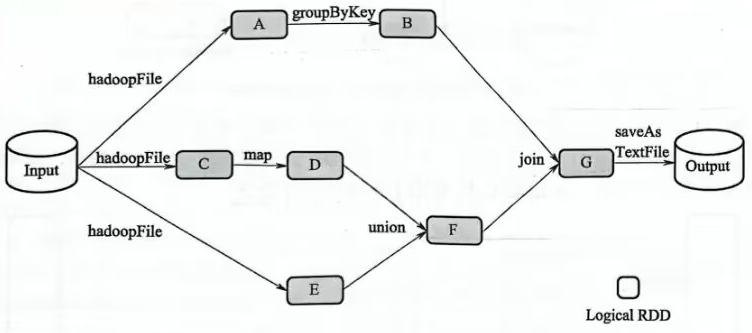 A
groupByKey
B
hadoopFile
Input
hadoopFile
C
map
D
hadoopFile
E
union
F
join
G
saveAs
TextFile
Output
Logical RDD